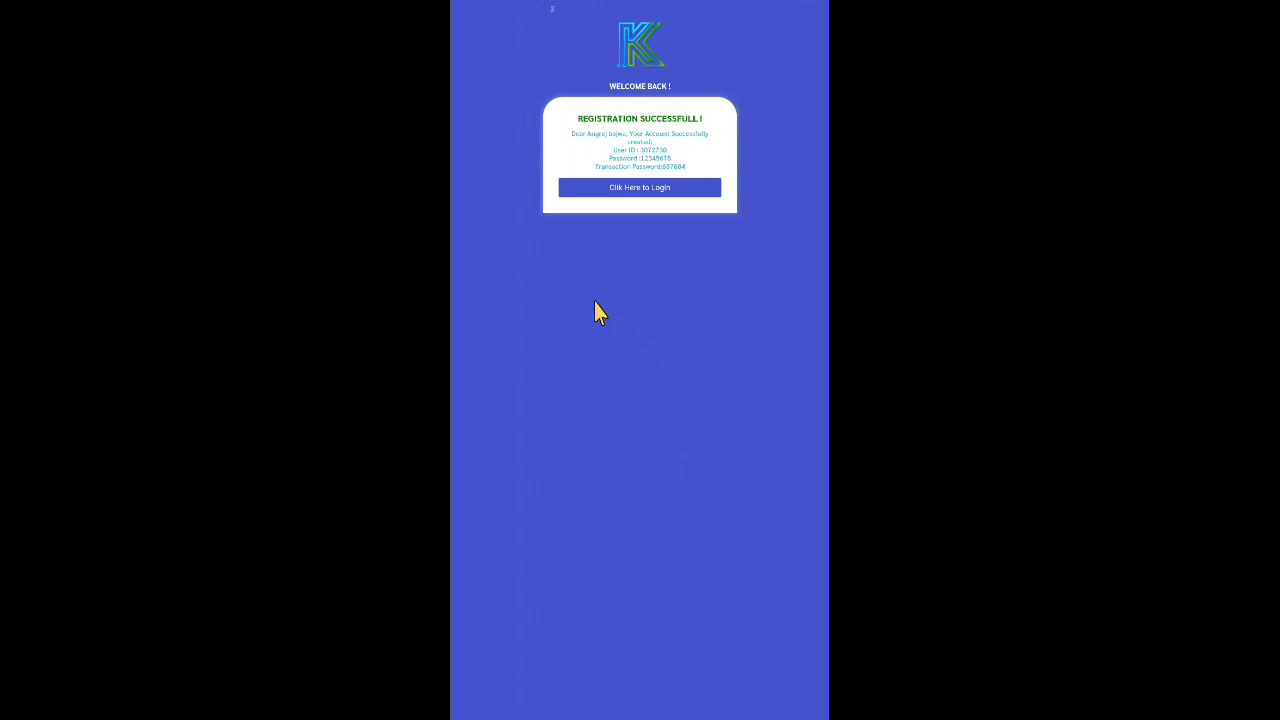 K
WELCOME BACK !
REGISTRATION SUCCESSFULL !
Dear Angrej bajwa, Your Account Successfully
created.
User ID : 3072730
Password :12345678
Transaction Password:687684
Clik Here to Login